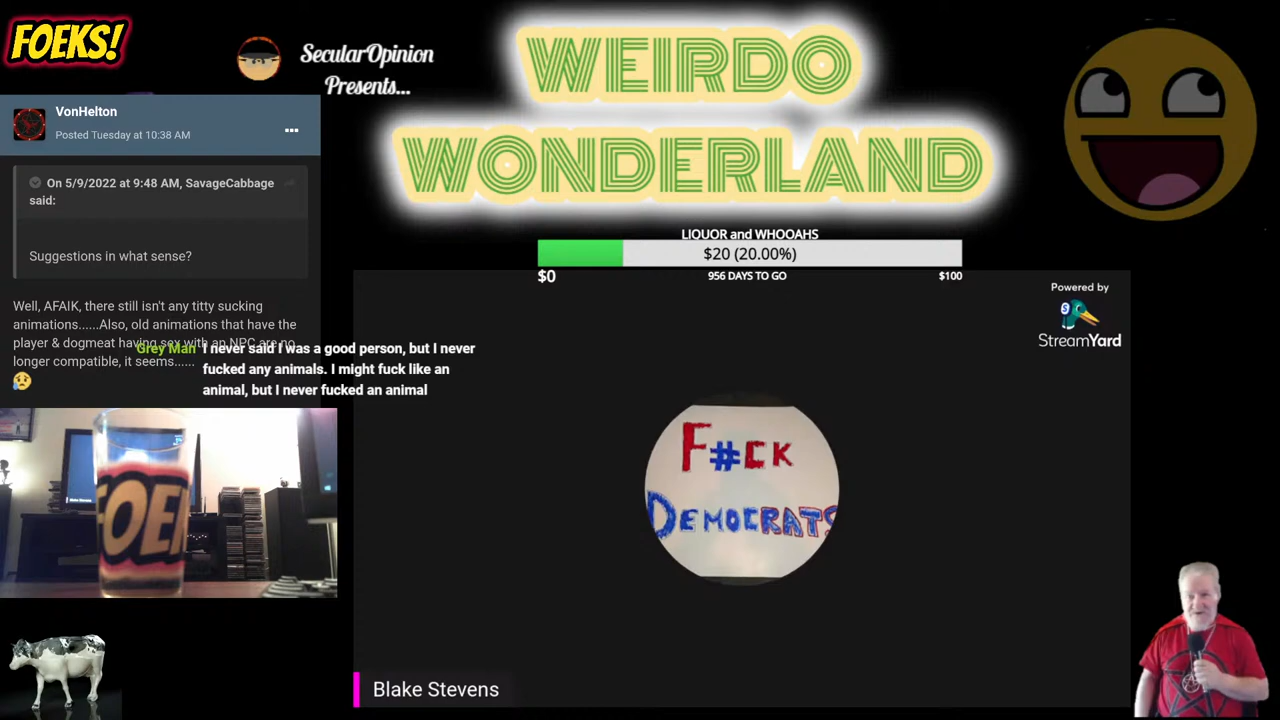 FOEKS!
SecularOpinion
Presents...
WEIRDO
WONDERLAND
VonHelton
Posted Tuesday at 10:38 AM
On 5/9/2022 at 9:48 AM, SavageCabbage
said:
Suggestions in what sense?
Well, AFAIK, there still isn't any titty sucking
animations......Also, old animations that have the
player & dogmeat having sex with an NPC are no
longer compatible, it seems......
Grey Man I never said I was a good person, but I never
fucked any animals. I might fuck like an
animal, but I never fucked an animal
LIQUOR and WHOOAHS
$20 (20.00%)
$0 956 DAYS TO GO $100
Powered by
StreamYard
F#CK
DEMOCRATS
FOEK
Blake Stevens